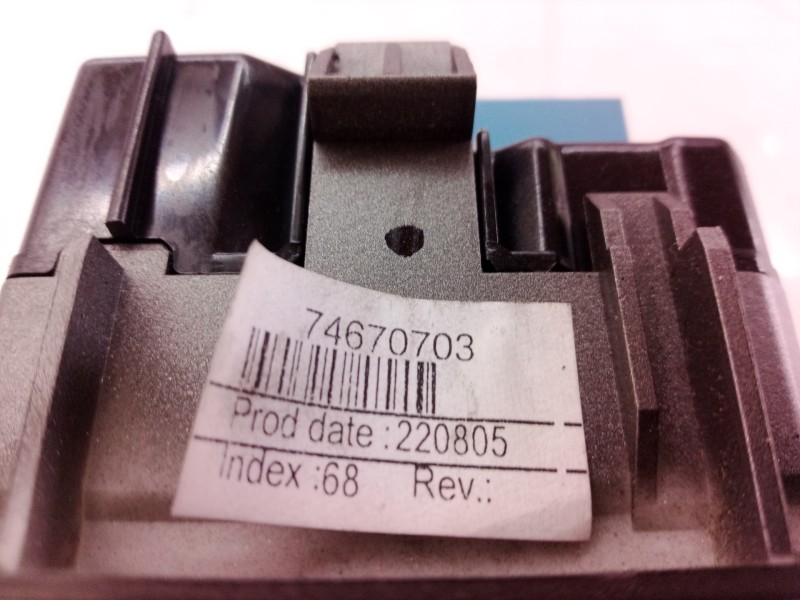 74670703
Prod date :220805
Index :68 Rev.: